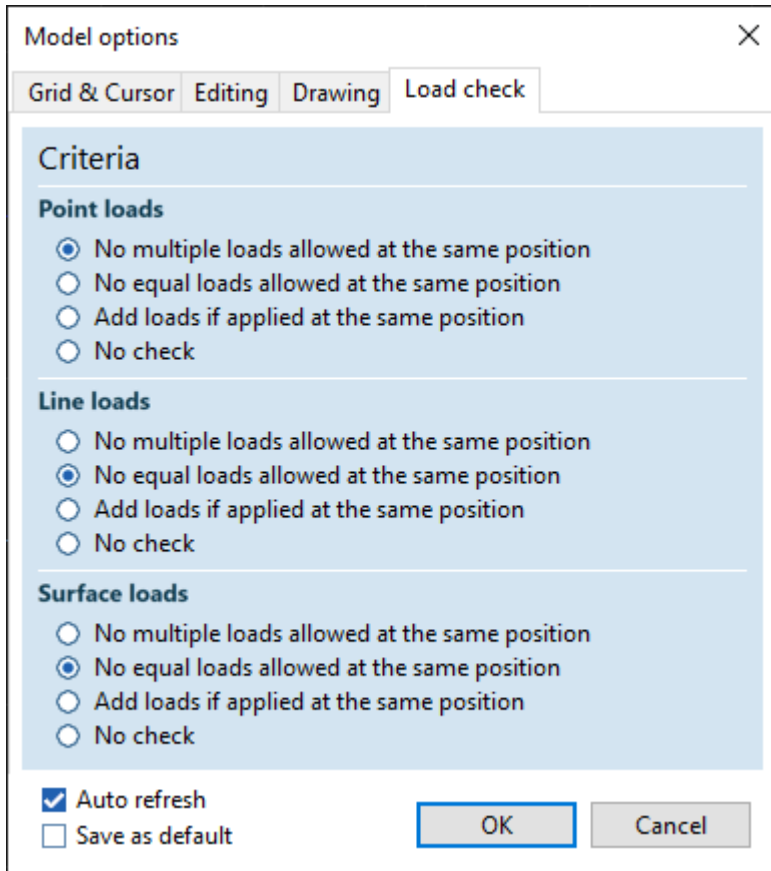 Model options
Grid & Cursor Editing Drawing Load check
Criteria
Point loads
No multiple loads allowed at the same position
No equal loads allowed at the same position
Add loads if applied at the same position
No check
Line loads
No multiple loads allowed at the same position
No equal loads allowed at the same position
Add loads if applied at the same position
No check
Surface loads
No multiple loads allowed at the same position
No equal loads allowed at the same position
Add loads if applied at the same position
No check
Auto refresh
Save as default
OK Cancel